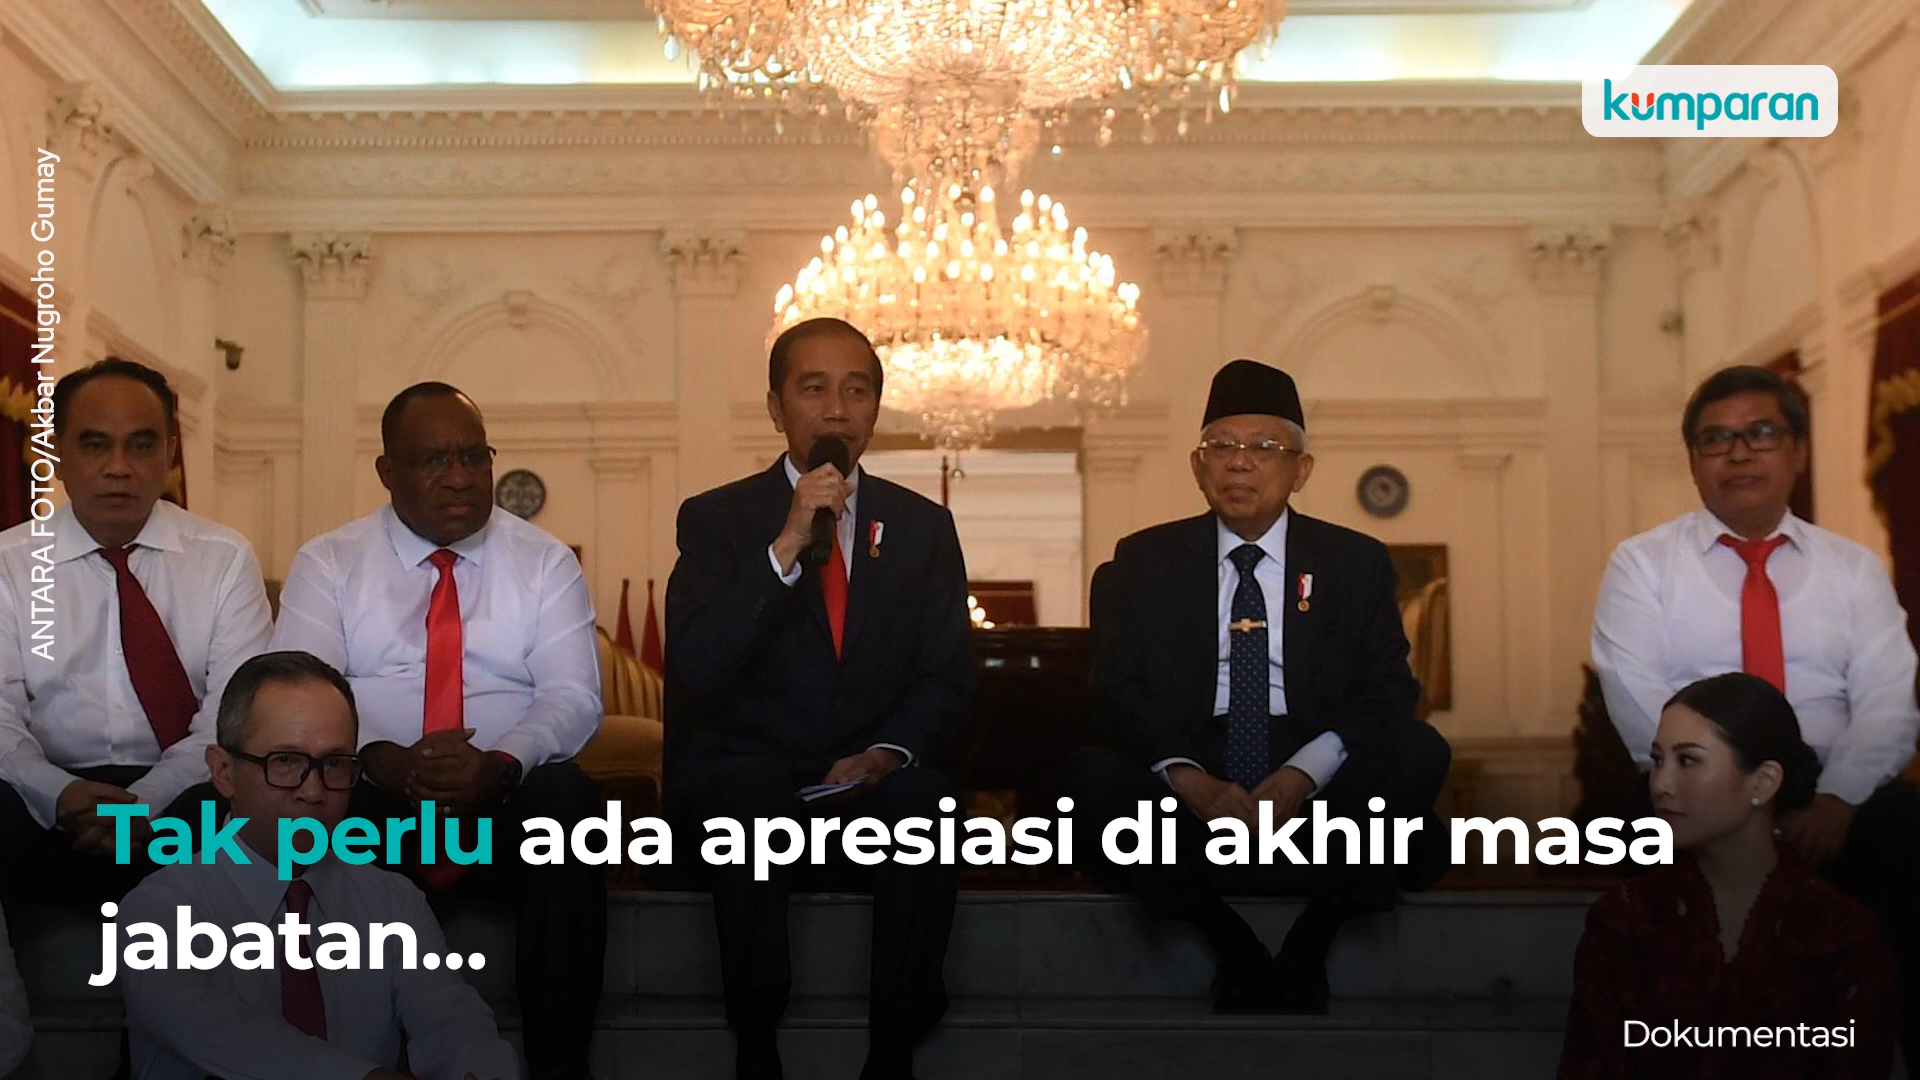 kumparan
ANTARA FOTO/Akbar Nugroho Gumay
Tak perlu ada apresiasi di akhir masa
jabatan...
Dokumentasi